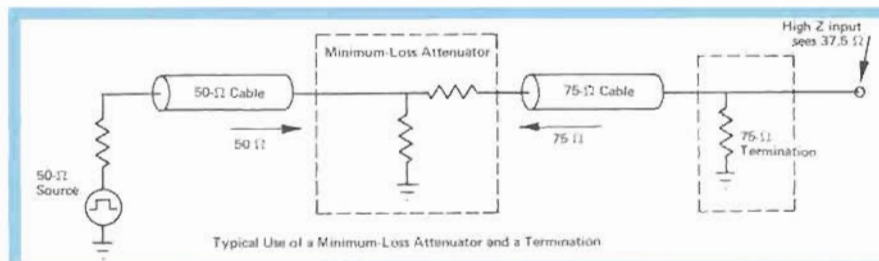 High Z input
sees 37.5 Ω
Minimum-Loss Attenuator
50-Ω Cable
75-Ω Cable
50 Ω
75 Ω
75-Ω
Termination
50-Ω
Source
Typical Use of a Minimum-Loss Attenuator and a Termination